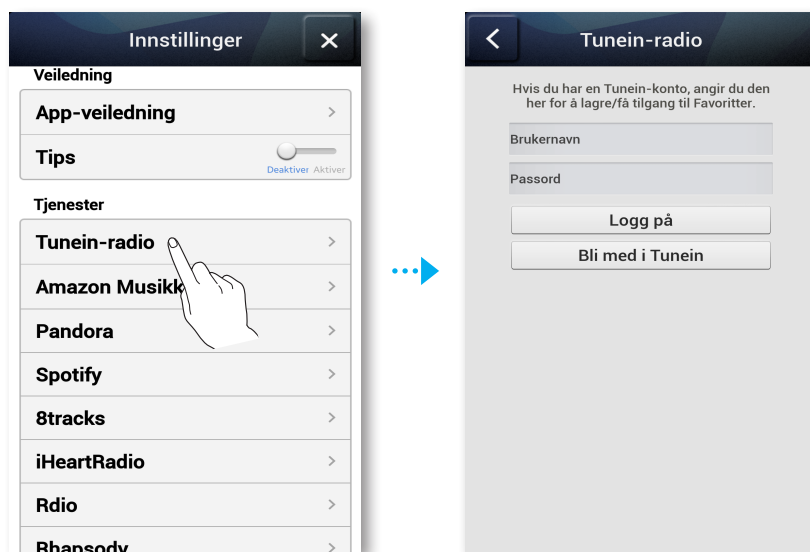 Innstillinger
Veiledning
App-veiledning
Tips
Deaktiver Aktiver
Tjenester
Tunein-radio
Amazon Musikk
Pandora
Spotify
8tracks
iHeartRadio
Rdio
Rhapsody
Tunein-radio
Hvis du har en Tunein-konto, angir du den
her for å lagre/få tilgang til Favoritter.
Brukernavn
Passord
Logg på
Bli med i Tunein